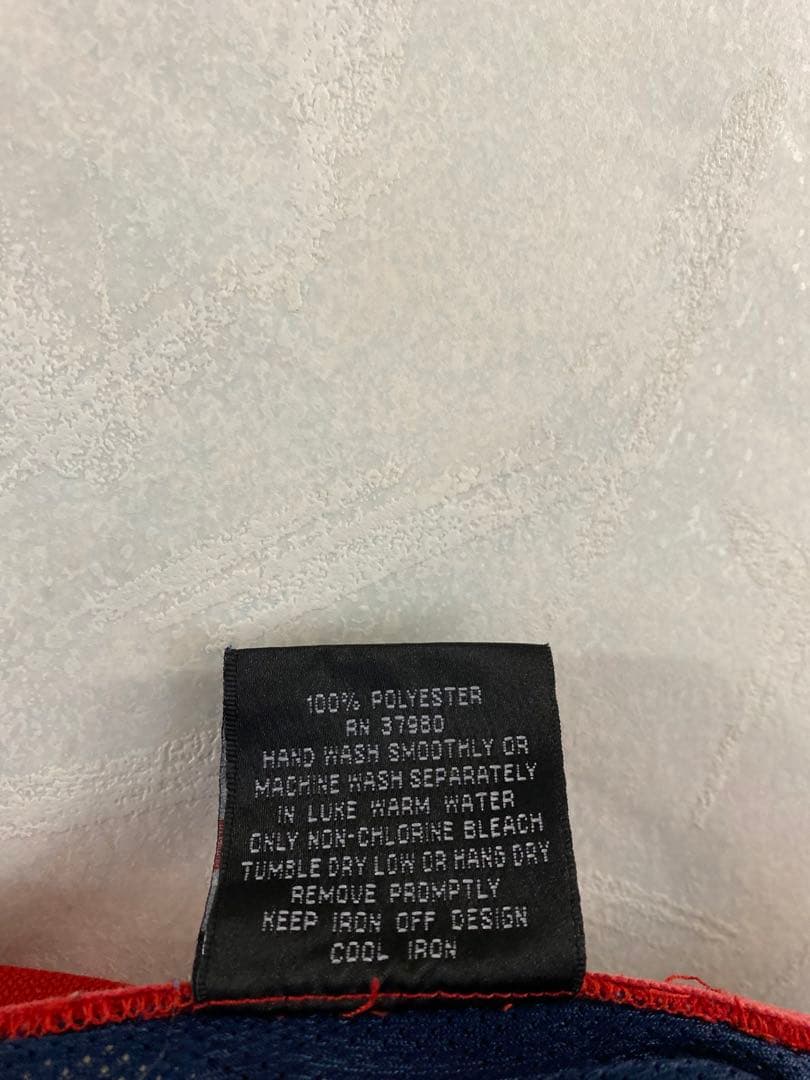 100% POLYESTER
RN 37980
HAND WASH SMOOTHLY OR
MACHINE WASH SEPARATELY
IN LUKE WARM WATER
ONLY NON-CHLORINE BLEACH
TUMBLE DRY LOW OR HANG DRY
REMOVE PROMPTLY
KEEP IRON OFF DESIGN
COOL IRON